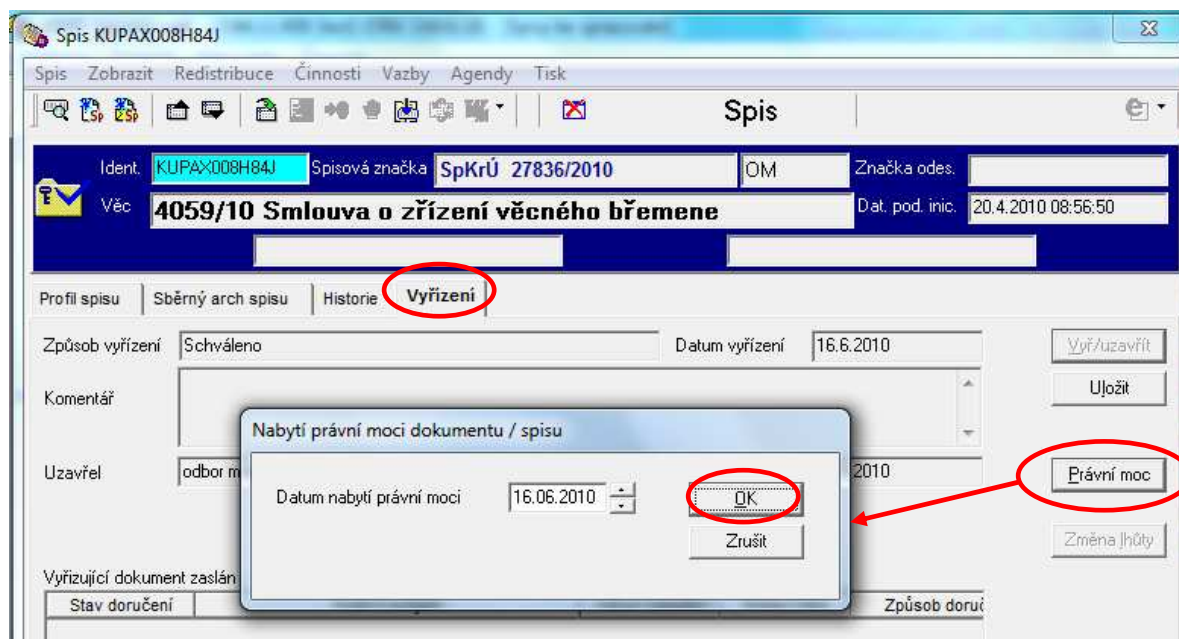 Spis KUPAX008H84J
Spis Zobrazit Redistribuce Činnosti Vazby Agendy Tisk
Spis
Ident. KUPAX008H84J Spisová značka SpKrÚ 27836/2010 OM Značka odes.
Věc 4059/10 Smlouva o zřízení věcného břemene Dat. pod. inic. 20.4.2010 08:56:50
Profil spisu Sběrný arch spisu Historie Vyřízení
Způsob vyřízení Schváleno Datum vyřízení 16.6.2010 Vyř/uzavřít
Komentář Uložit
Nabytí právní moci dokumentu / spisu
Uzavřel odbor m 2010 Právní moc
Datum nabytí právní moci 16.06.2010 OK
Zrušit Změna lhůty
Vyřizující dokument zaslán
Stav doručení Způsob doruč